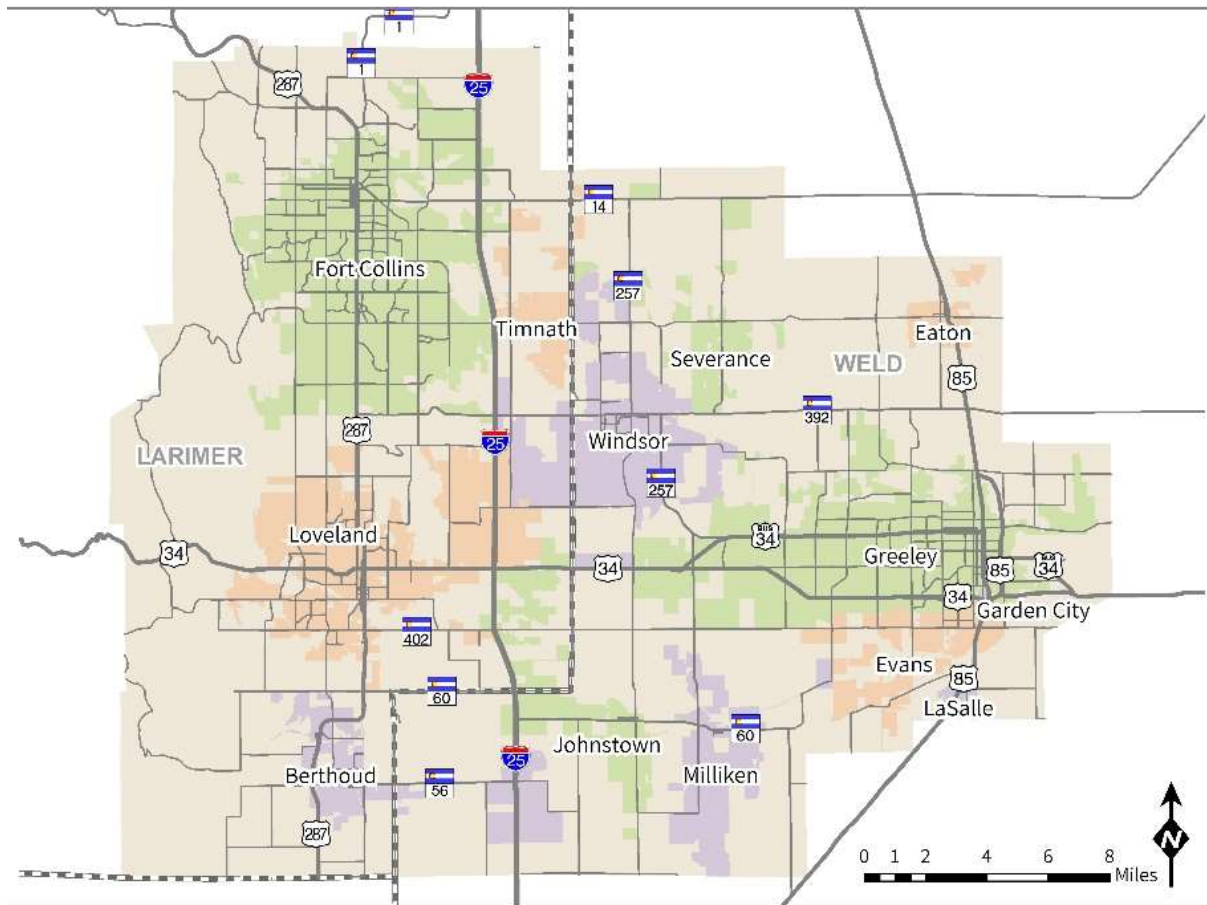 1
1
287
25
14
Fort Collins
257
Timnath
Severance
WELD
Eaton
85
392
287
25
Windsor
LARIMER
257
Loveland
34
BUS
34
34
Greeley
85
BUS
34
34
Garden City
402
Evans
85
60
LaSalle
60
Johnstown
25
Berthoud
56
Milliken
287
N
0 1 2 4 6 8
Miles